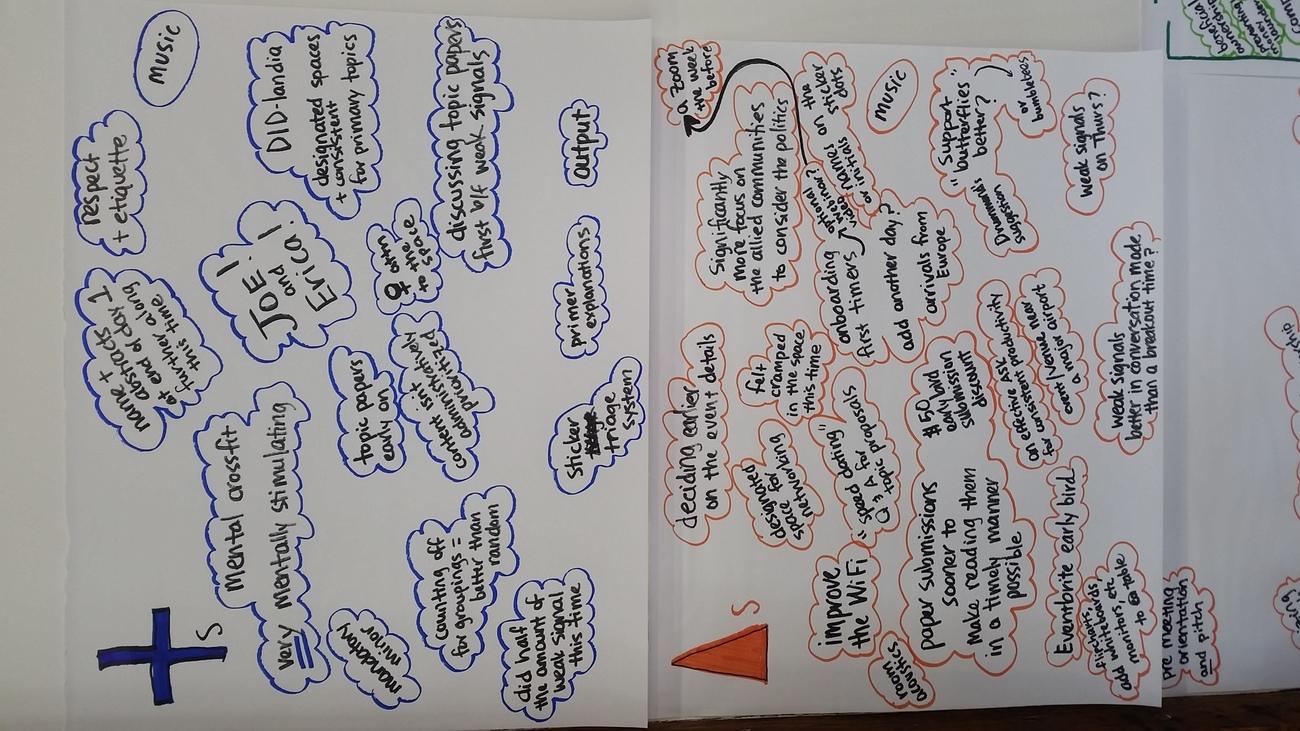 S
name +
abstracts
at end of day 1
further along
this time
respect
+ etiquette
MUSIC
Mental crossfit
very mentally stimulating
JOE!
and
Erica!
DID-landia
designated spaces
+ consistent
for primary topics
mandatory
minor
topic papers
early on
content isn't
administratively
prioritized
♀ attn
to the
space
counting off
for groupings =
better than
random
discussing topic papers
first b/f weak signals
did half
the amount of
weak signal
this time
sticker
triage
system
primer
explanations
output
S
deciding earlier
on the event details
a zoom
the week
before
Significantly
more focus on
the allied communities
to consider the politics
designated
space for
networking
felt
cramped
in the space
this time
improve
the WiFi
"speed dating"
Q & A for
topic proposals
onboarding
first timers
optional
webinar?
video
names on the
or initials sticker
dots
add another day?
arrivals from
Europe
room
acoustics
MUSIC
paper submissions
sooner to
make reading them
in a timely manner
possible
$50
early bird
submission
discount
"Support
butterflies"
better?
Drummond's
suggestion
or
bumblebees
an effective ASK
for consistent productivity
event/venue near
a major airport
Eventbrite early bird
flipcharts,
add whiteboards,
monitors, etc
to ea table
weak signals
on Thurs?
weak signals
better in conversation mode
than a breakout time?
pre meeting
orientation
and pitch
beneficial
ownership
preventing
money